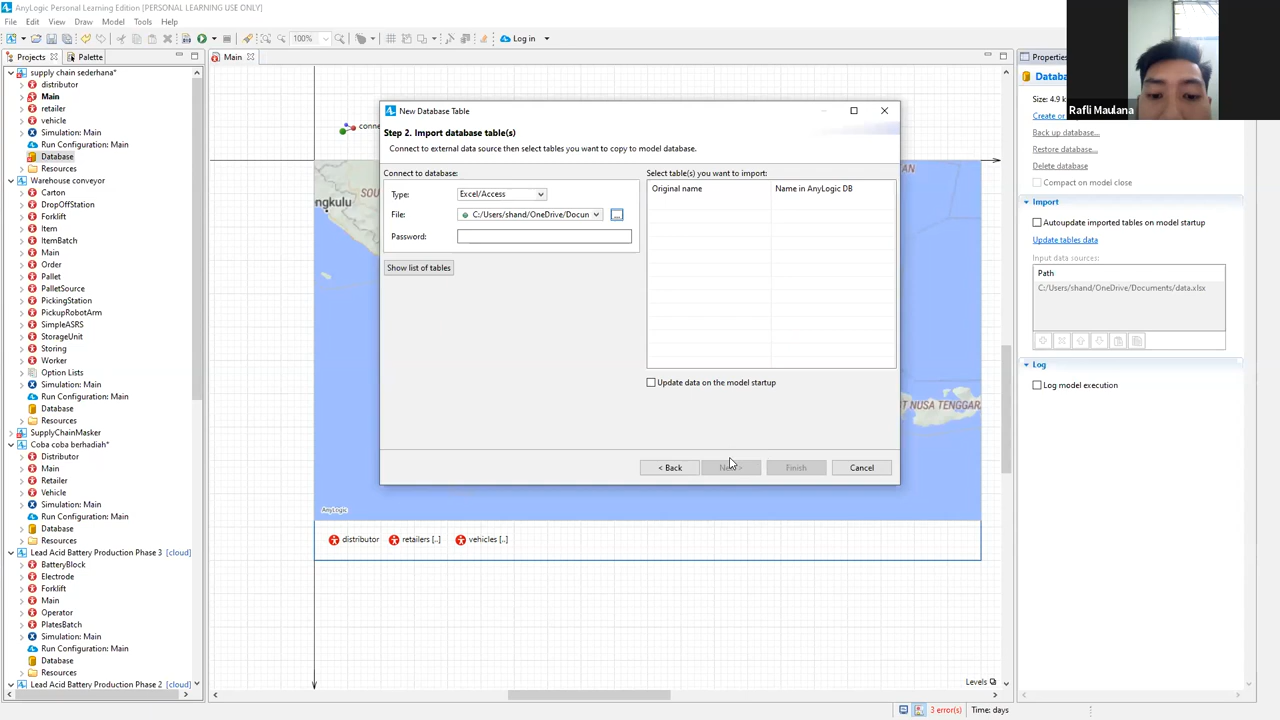 AnyLogic Personal Learning Edition [PERSONAL LEARNING USE ONLY]
File Edit View Draw Model Tools Help
100%
Log in
Projects
Palette
Main
Properties
supply chain sederhana*
distributor
Main
retailer
vehicle
Simulation: Main
Run Configuration: Main
Database
Resources
Warehouse conveyor
Carton
DropOffStation
Forklift
Item
ItemBatch
Main
Order
Pallet
PalletSource
PickingStation
PickupRobotArm
SimpleASRS
StorageUnit
Storing
Worker
Option Lists
Simulation: Main
Run Configuration: Main
Database
Resources
SupplyChainMasker
Coba coba berhadiah*
Distributor
Main
Retailer
Vehicle
Simulation: Main
Run Configuration: Main
Database
Resources
Lead Acid Battery Production Phase 3 [cloud]
BatteryBlock
Electrode
Forklift
Main
Operator
PlatesBatch
Simulation: Main
Run Configuration: Main
Database
Resources
Lead Acid Battery Production Phase 2 [cloud]
conne
ngkulu
SOU
AN
ST NUSA TENGGARA
AnyLogic
distributor
retailers [..]
vehicles [..]
Levels
New Database Table
Step 2. Import database table(s)
Connect to external data source then select tables you want to copy to model database.
Connect to database:
Type:
Excel/Access
File:
C:/Users/shand/OneDrive/Docun
...
Password:
Show list of tables
Select table(s) you want to import:
Original name
Name in AnyLogic DB
Update data on the model startup
< Back
Finish
Cancel
Rafli Maulana
Databa
Size: 4.9 k
Create or
Back up database...
Restore database...
Delete database
Compact on model close
Import
Autoupdate imported tables on model startup
Update tables data
Input data sources:
Path
C:/Users/shand/OneDrive/Documents/data.xlsx
Log
Log model execution
3 error(s)
Time: days